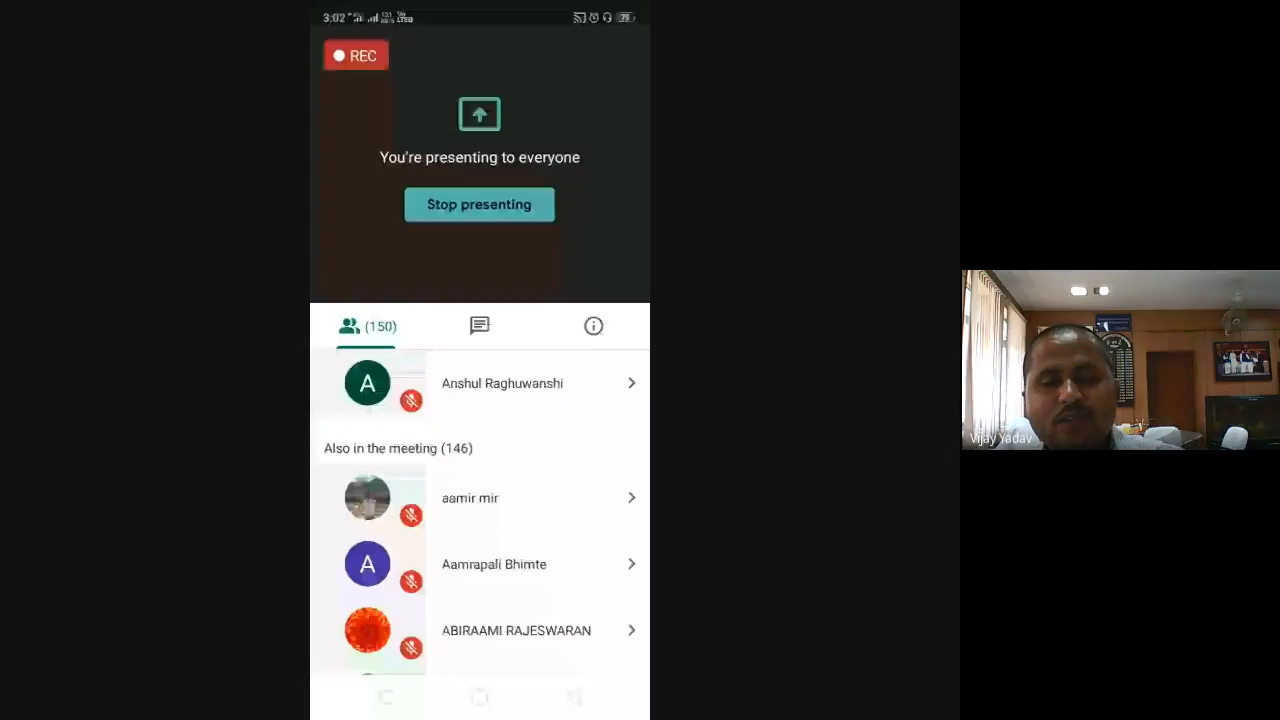 3:02
REC
You're presenting to everyone
Stop presenting
(150)
A
Anshul Raghuwanshi
Also in the meeting (146)
aamir mir
A
Aamrapali Bhimte
ABIRAAMI RAJESWARAN
Vijay Yadav